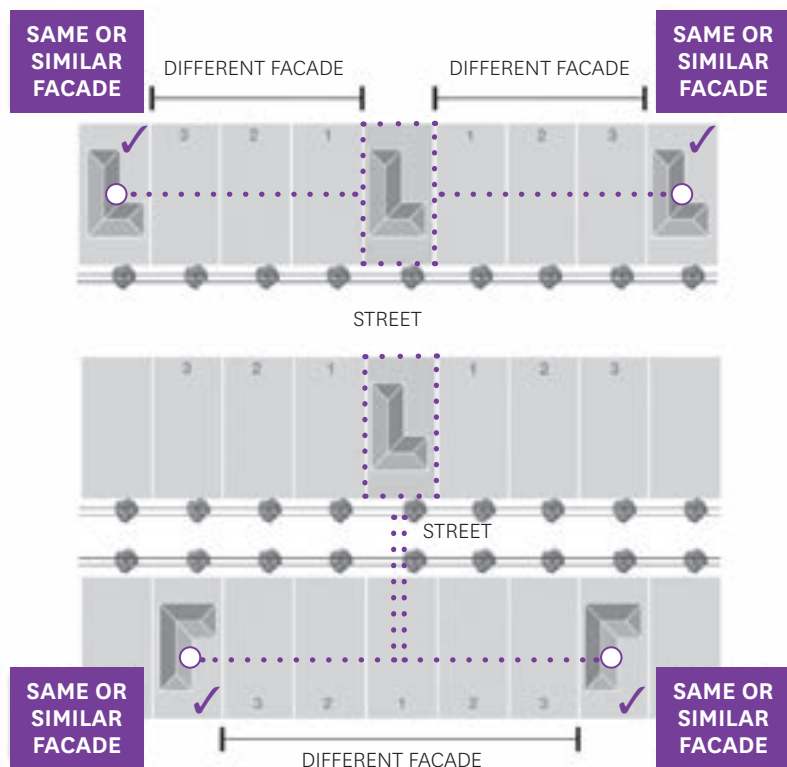 SAME OR
SIMILAR
FACADE
DIFFERENT FACADE
DIFFERENT FACADE
SAME OR
SIMILAR
FACADE
3 2 1 1 2 3
STREET
3 2 1 1 2 3
STREET
SAME OR
SIMILAR
FACADE
3 2 1 2 3
DIFFERENT FACADE
SAME OR
SIMILAR
FACADE